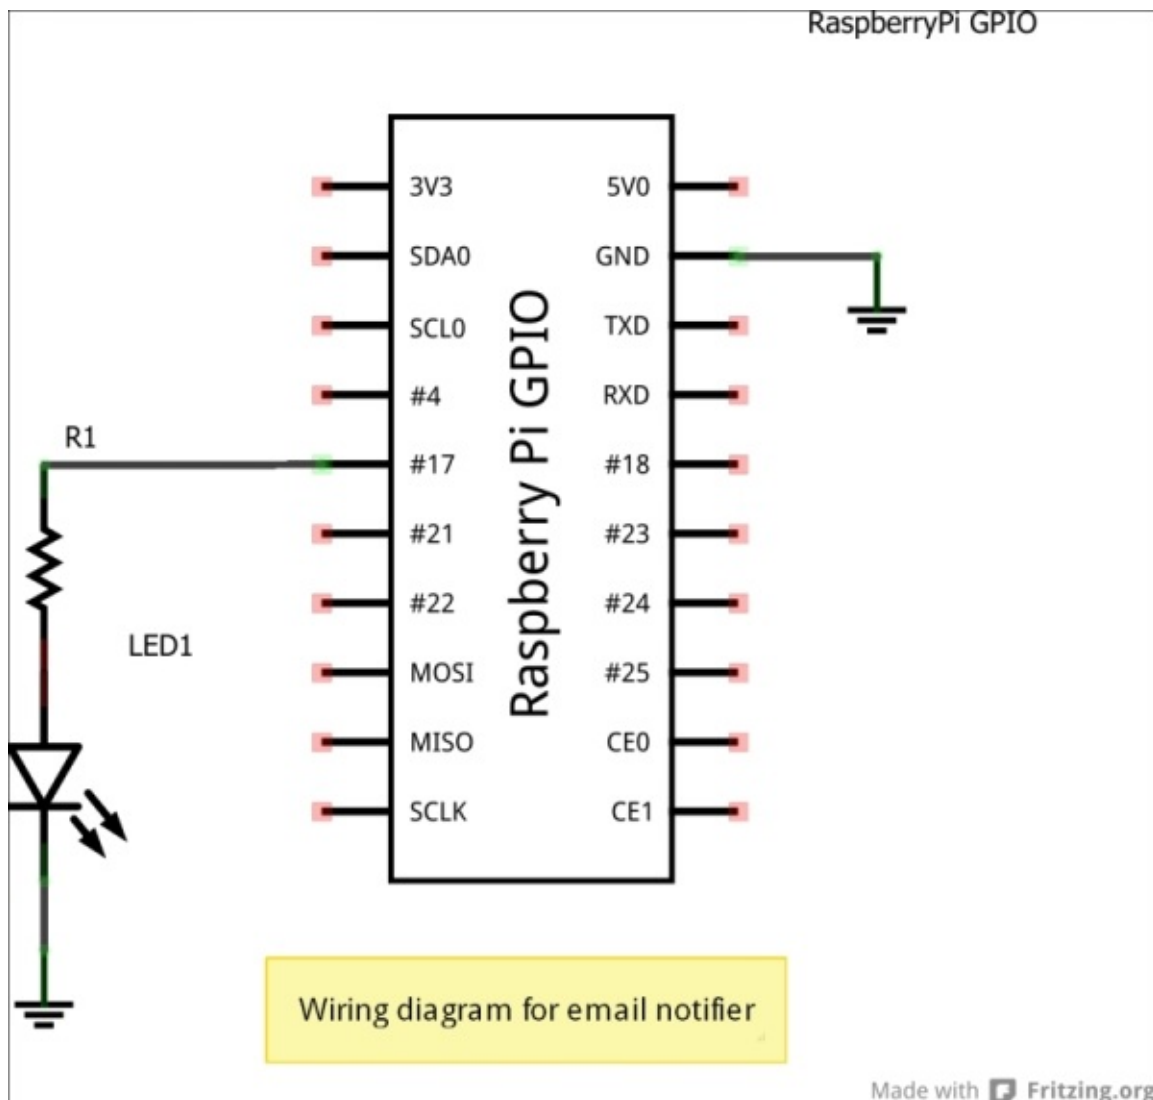 RaspberryPi GPIO
3V3
5V0
SDA0
GND
SCL0
TXD
#4
RXD
R1
#17
#18
#21
#23
#22
#24
LED1
MOSI
#25
MISO
CE0
SCLK
CE1
Raspberry Pi GPIO
Wiring diagram for email notifier
Made with Fritzing.org